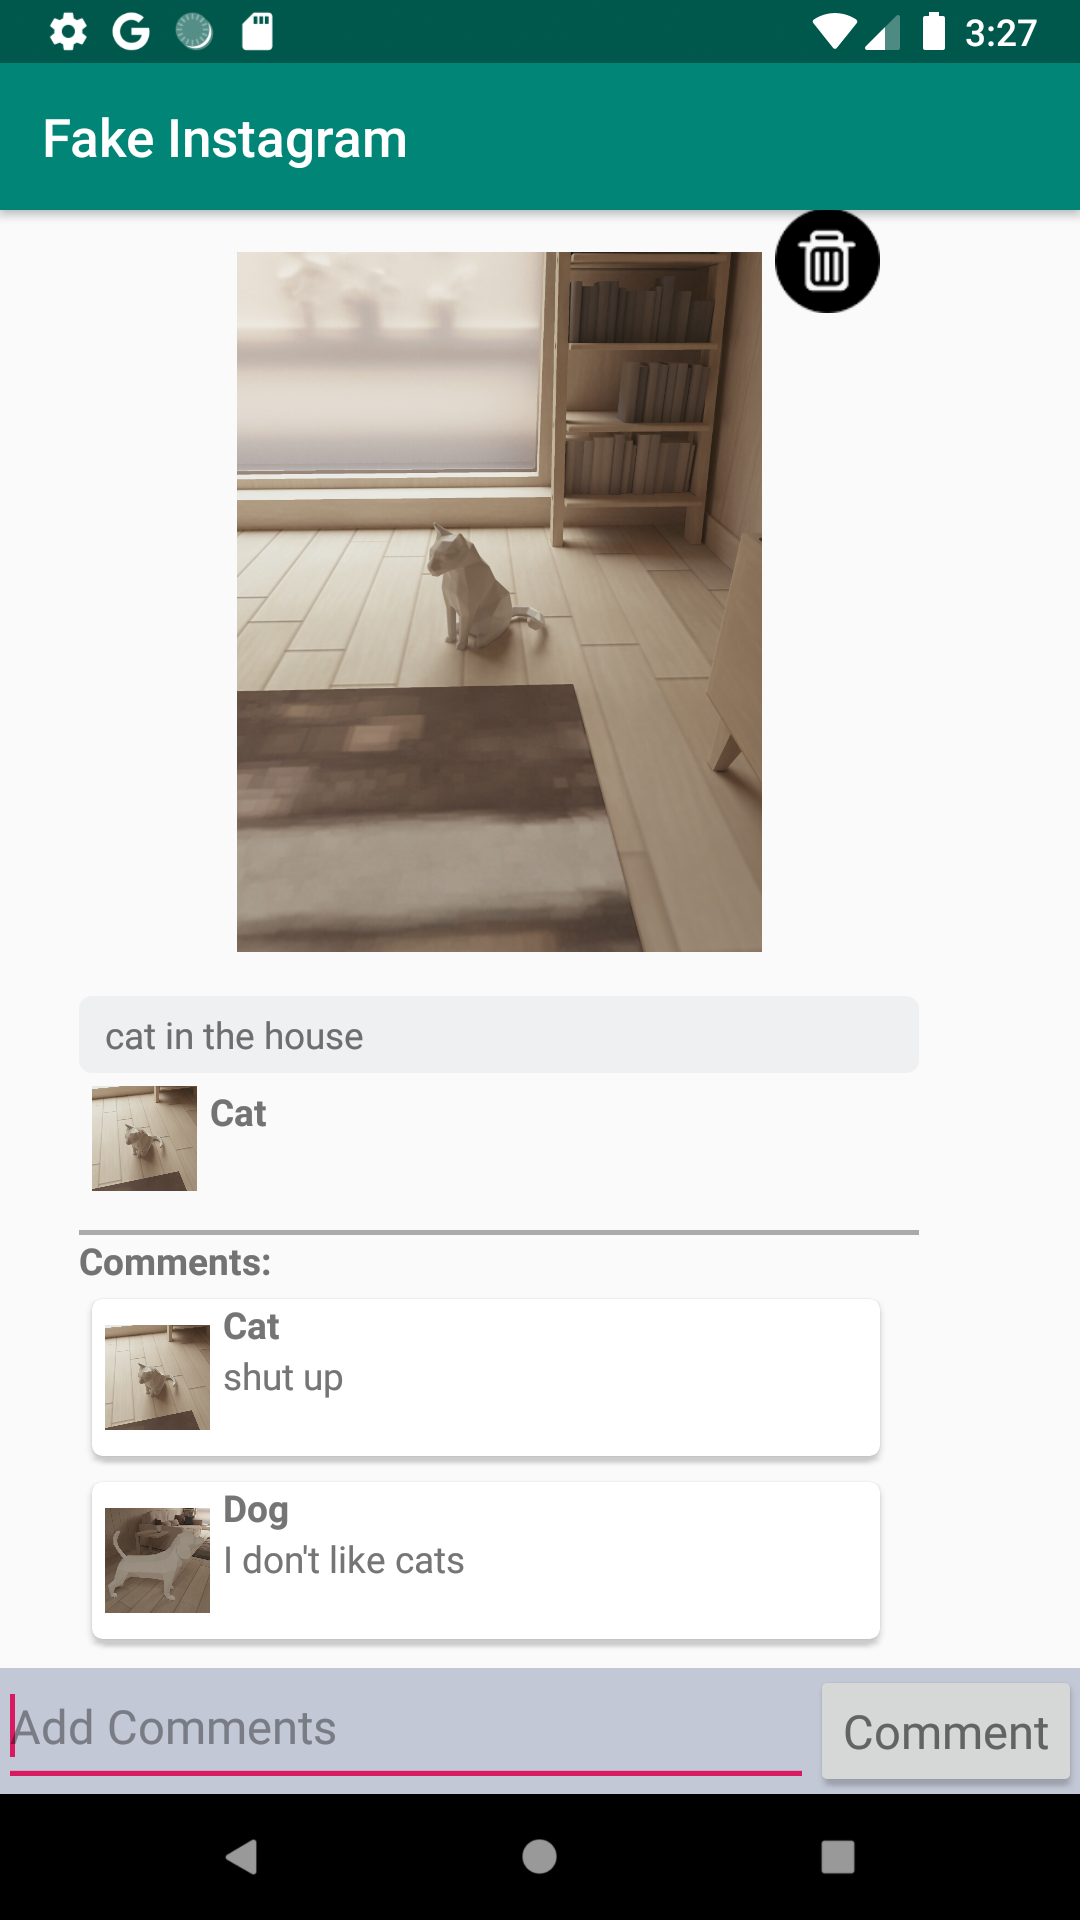 3:27
Fake Instagram
cat in the house
Cat
Comments:
Cat
shut up
Dog
I don't like cats
Add Comments
Comment